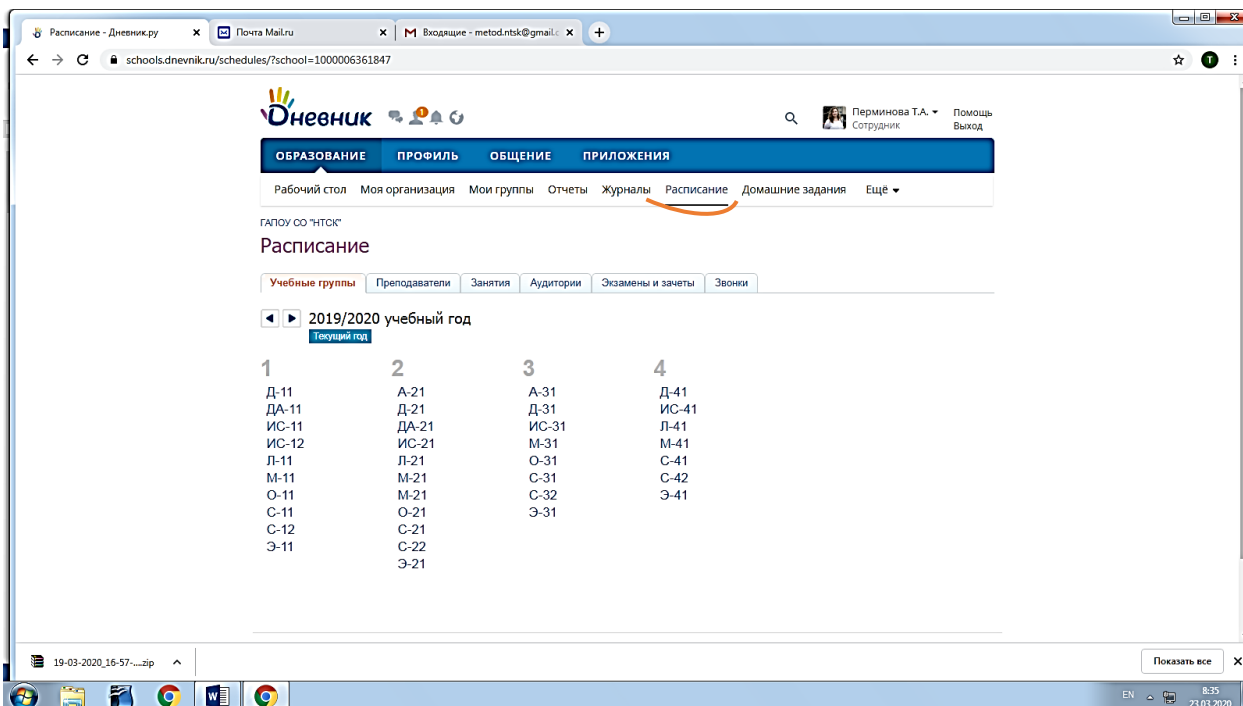 Расписание - Дневник.ру
Почта Mail.ru
Входящие - metod.ntsk@gmail.c
schools.dnevnik.ru/schedules/?school=1000006361847
T
Дневник
1
Перминова Т.А.
Сотрудник
Помощь
Выход
ОБРАЗОВАНИЕ ПРОФИЛЬ ОБЩЕНИЕ ПРИЛОЖЕНИЯ
Рабочий стол Моя организация Мои группы Отчеты Журналы Расписание Домашние задания Ещё
ГАПОУ СО "НТСК"
Расписание
Учебные группы Преподаватели Занятия Аудитории Экзамены и зачеты Звонки
2019/2020 учебный год
Текущий год
1 2 3 4
Д-11 А-21 А-31 Д-41
ДА-11 Д-21 Д-31 ИС-41
ИС-11 ДА-21 ИС-31 Л-41
ИС-12 ИС-21 М-31 М-41
Л-11 Л-21 О-31 С-41
М-11 М-21 С-31 С-42
О-11 М-21 С-32 Э-41
С-11 О-21 Э-31
С-12 С-21
Э-11 С-22
Э-21
19-03-2020_16-57-....zip
Показать все
W
EN
8:35
23.03.2020